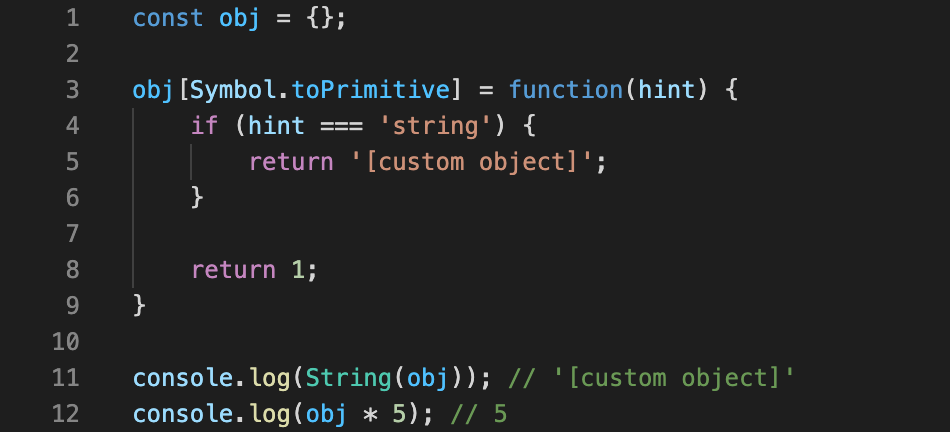 1 const obj = {};
2
3 obj[Symbol.toPrimitive] = function(hint) {
4     if (hint === 'string') {
5         return '[custom object]';
6     }
7
8     return 1;
9 }
10
11 console.log(String(obj)); // '[custom object]'
12 console.log(obj * 5); // 5